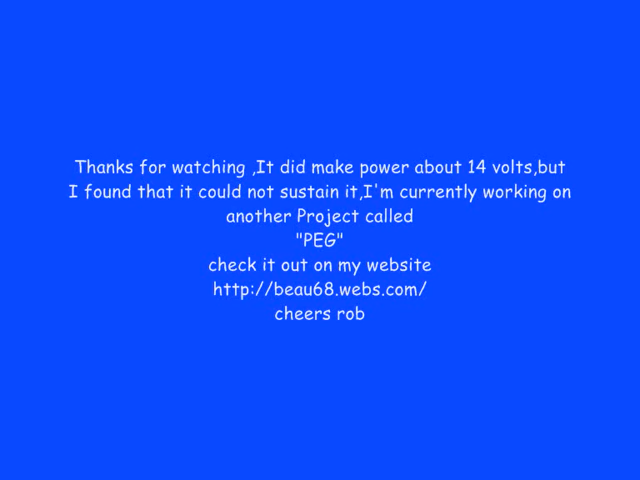 Thanks for watching ,It did make power about 14 volts,but
I found that it could not sustain it,I'm currently working on
another Project called
"PEG"
check it out on my website
http://beau68.webs.com/
cheers rob